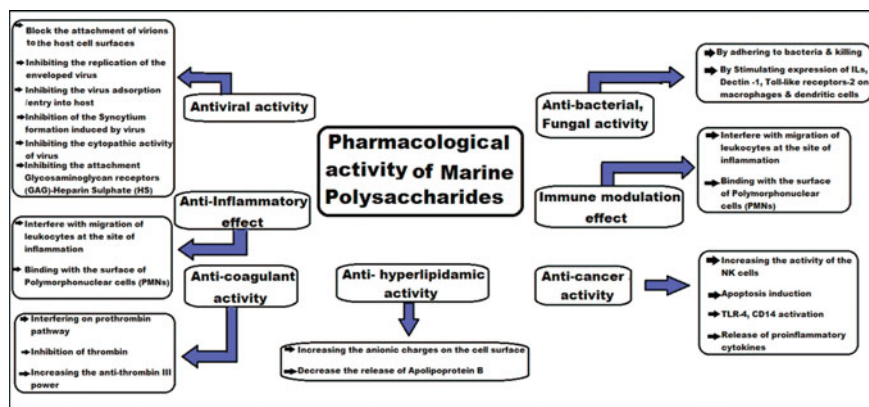 Block the attachment of virions
to the host cell surfaces
Inhibiting the replication of the
enveloped virus
Inhibiting the virus adsorption
/entry into host
Inhibition of the Syncytium
formation induced by virus
Inhibiting the cytopathic activity
of virus
Inhibiting the attachment
Glycosaminoglycan receptors
(GAG)-Heparin Sulphate (HS)
Antiviral activity
Anti-Inflammatory
effect
Interfere with migration of
leukocytes at the site of
inflammation
Binding with the surface of
Polymorphonuclear cells (PMNs)
Anti-coagulant
activity
Interfering on prothrombin
pathway
Inhibition of thrombin
Increasing the anti-thrombin III
power
Pharmacological
activity of Marine
Polysaccharides
Anti- hyperlipidamic
activity
Increasing the anionic charges on the cell surface
Decrease the release of Apolipoprotein B
Anti-bacterial,
Fungal activity
By adhering to bacteria & killing
By Stimulating expression of ILs,
Dectin -1, Toll-like receptors-2 on
macrophages & dendritic cells
Immune modulation
effect
Interfere with migration of
leukocytes at the site of
inflammation
Binding with the surface of
Polymorphonuclear
cells (PMNs)
Anti-cancer
activity
Increasing the activity of the
NK cells
Apoptosis induction
TLR-4, CD14 activation
Release of proinflammatory
cytokines